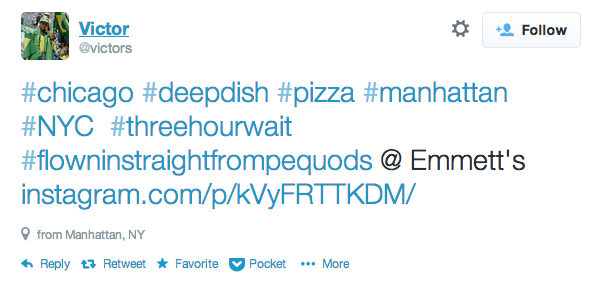 Victor
@victors
Follow
#chicago #deepdish #pizza #manhattan
#NYC #threehourwait
#flowninstraightfrompequods @ Emmett's
instagram.com/p/kVyFRTTKDM/
from Manhattan, NY
Reply Retweet Favorite Pocket More